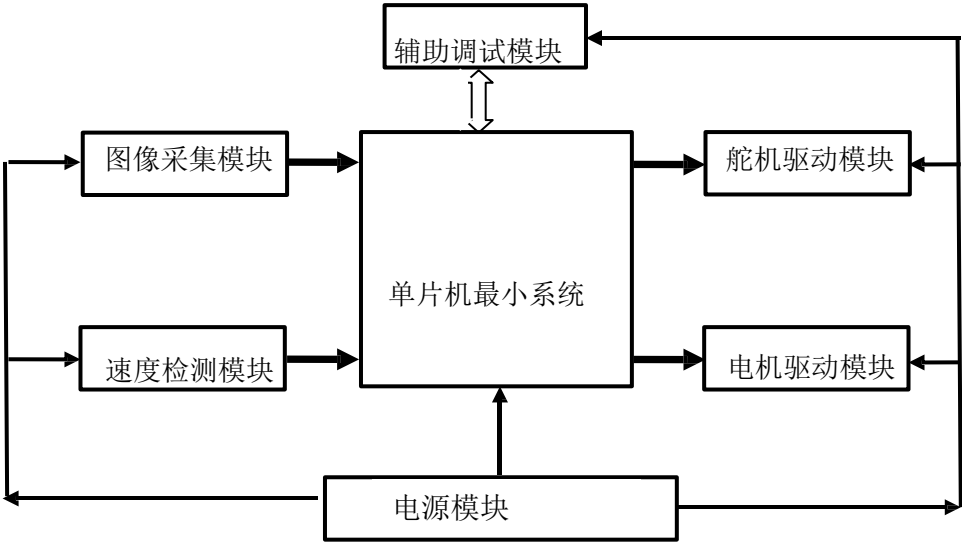 辅助调试模块
图像采集模块
舵机驱动模块
单片机最小系统
速度检测模块
电机驱动模块
电源模块